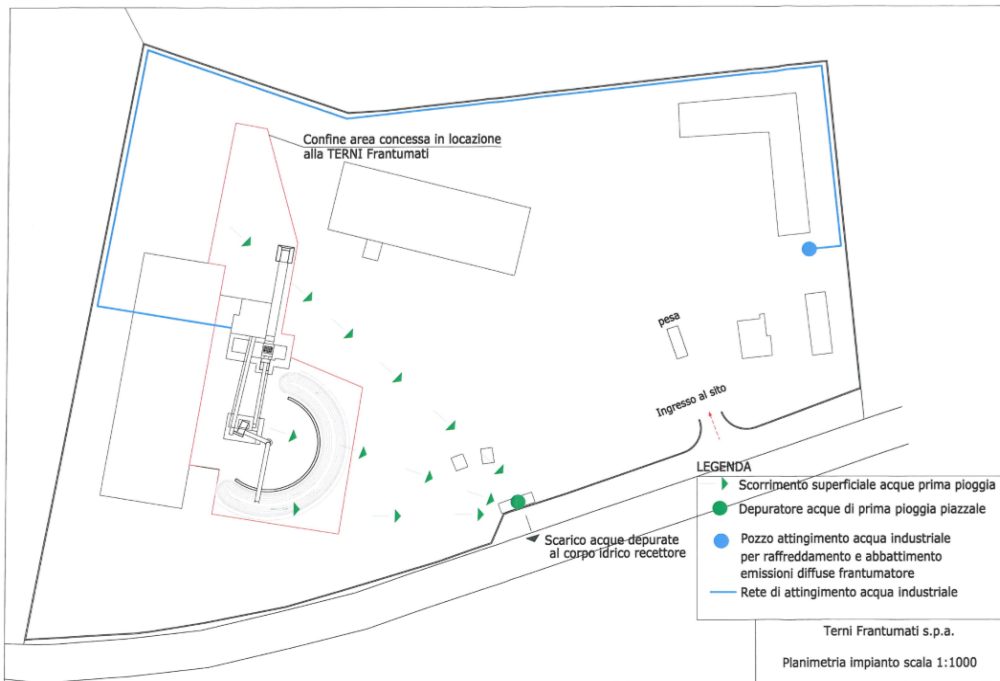 Confine area concessa in locazione
alla TERNI Frantumati
pesa
Ingresso al sito
Scarico acque depurate
al corpo idrico recettore
LEGENDA
Scorrimento superficiale acque prima pioggia
Depuratore acque di prima pioggia piazzale
Pozzo attingimento acqua industriale
per raffreddamento e abbattimento
emissioni diffuse frantumatore
Rete di attingimento acqua industriale
Terni Frantumati s.p.a.
Planimetria impianto scala 1:1000